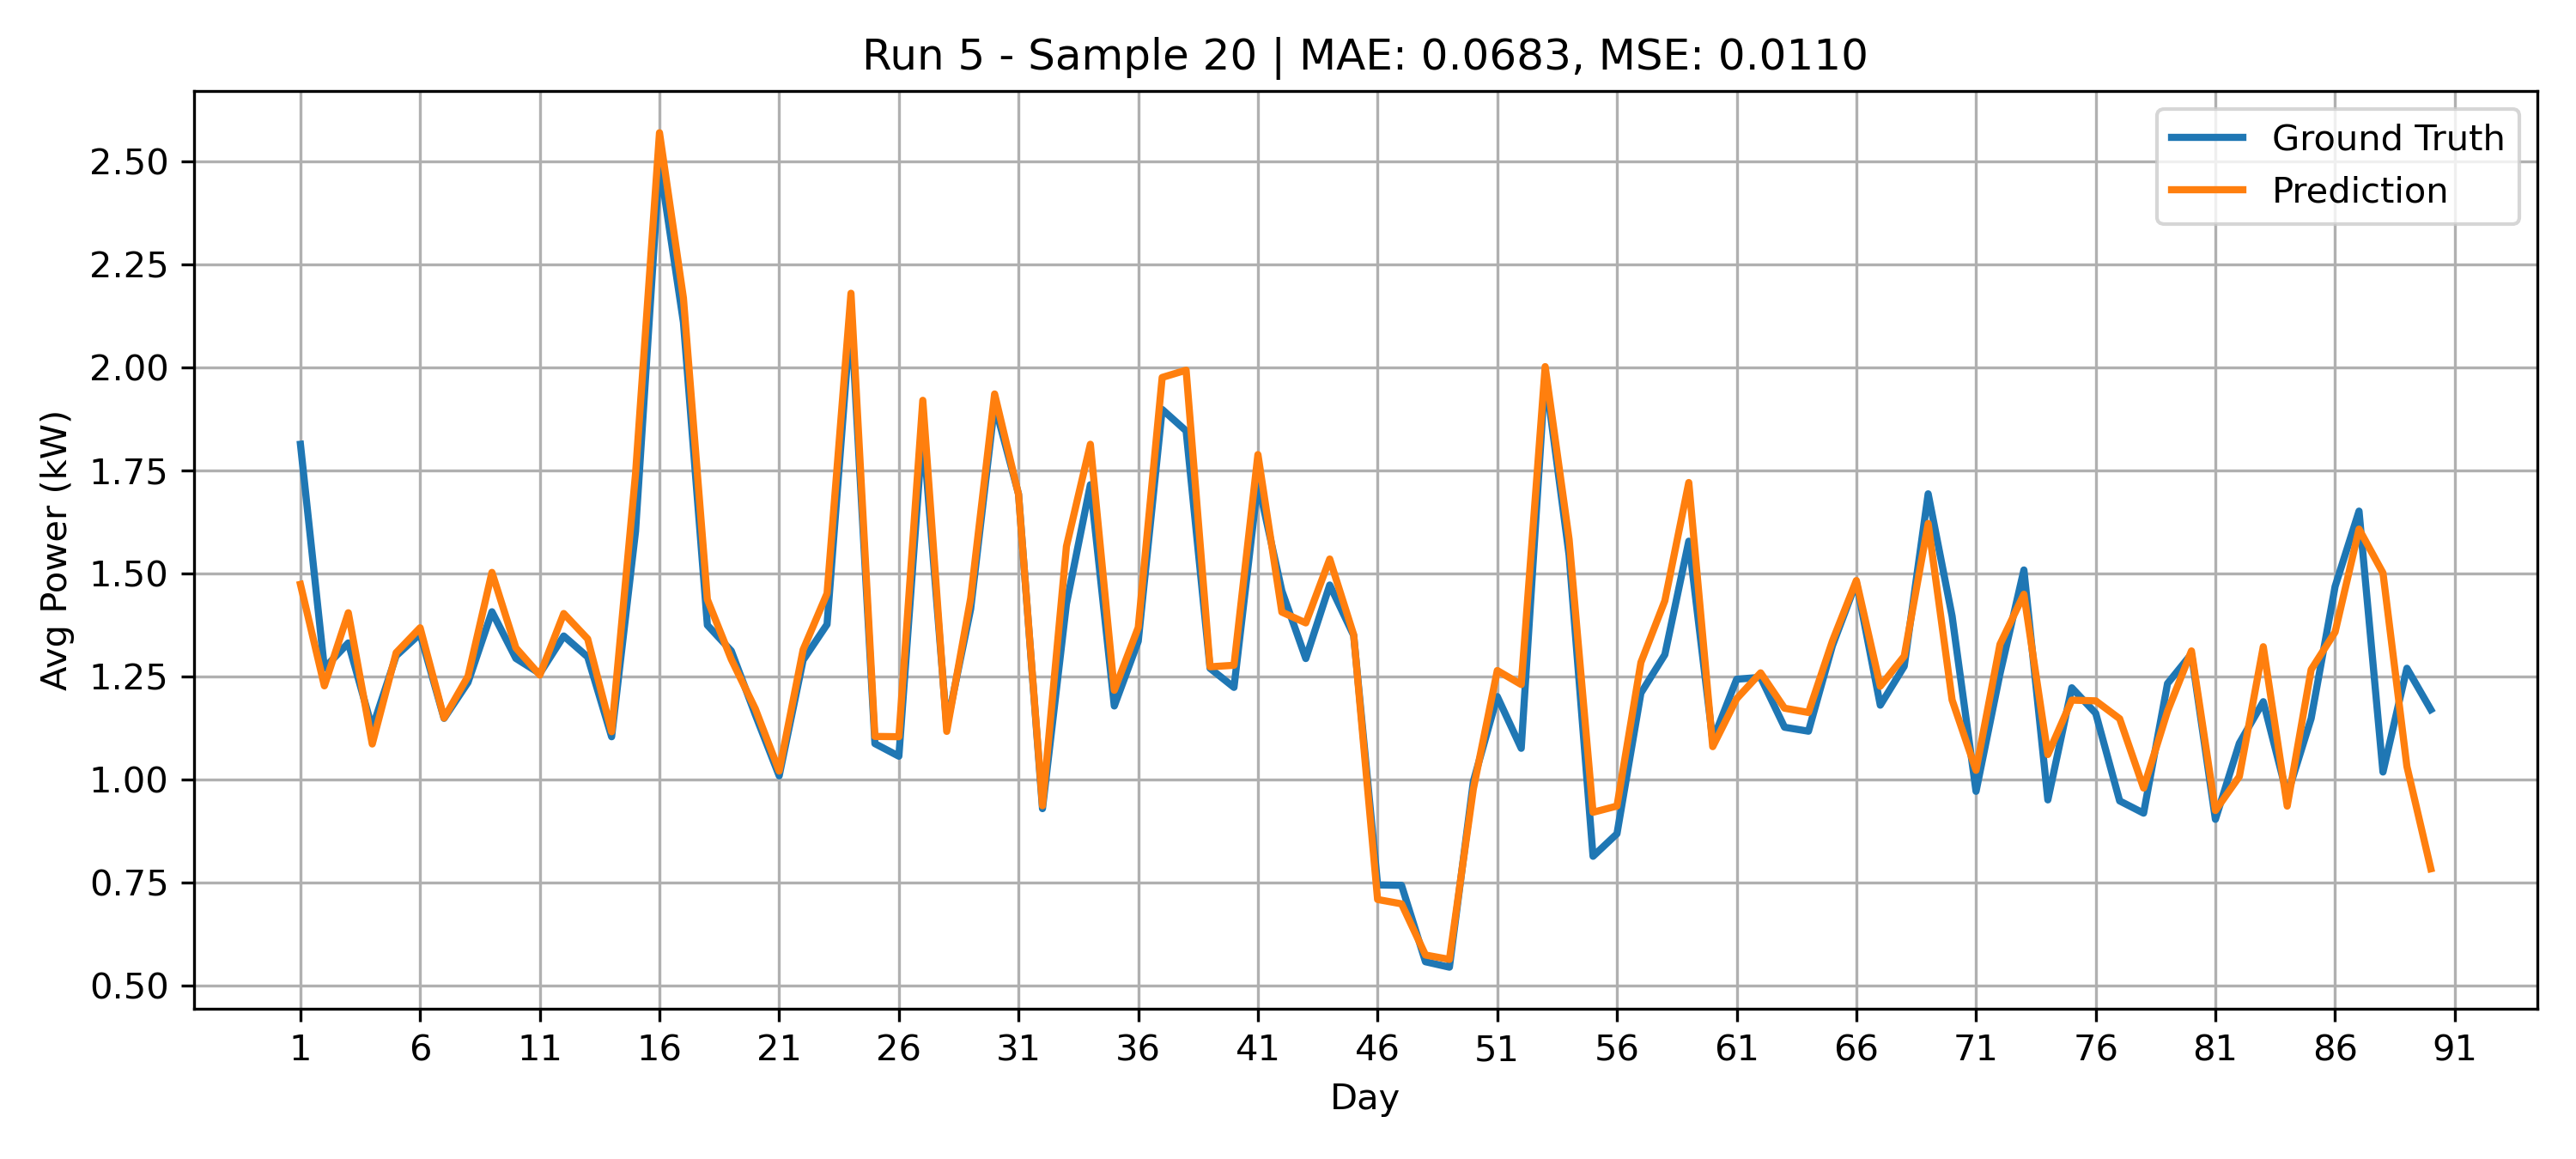 Run 5 - Sample 20 | MAE: 0.0683, MSE: 0.0110
Ground Truth
Prediction
Avg Power (kW)
2.50
2.25
2.00
1.75
1.50
1.25
1.00
0.75
0.50
1 6 11 16 21 26 31 36 41 46 51 56 61 66 71 76 81 86 91
Day